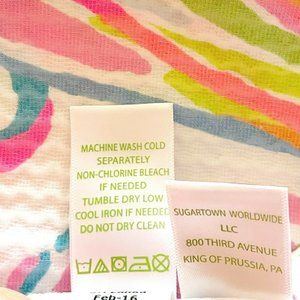 MACHINE WASH COLD
SEPARATELY
NON-CHLORINE BLEACH
IF NEEDED
TUMBLE DRY LOW
COOL IRON IF NEEDED
DO NOT DRY CLEAN
Feb-16
SUGARTOWN WORLDWIDE
LLC
800 THIRD AVENUE
KING OF PRUSSIA, PA